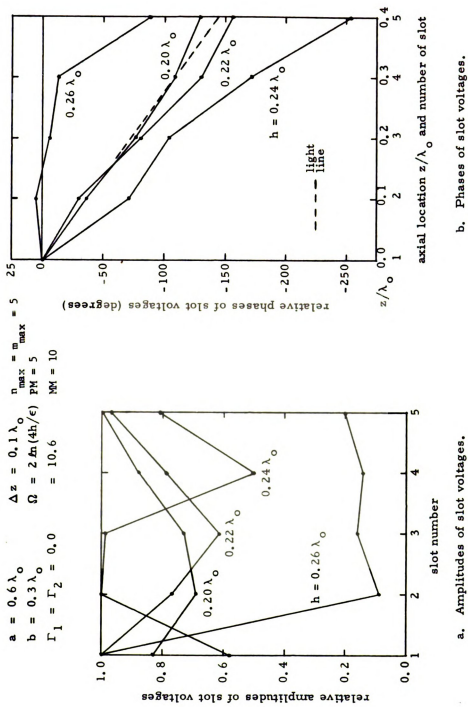 a = 0.6 λo
b = 0.3 λo
Γ1 = Γ2 = 0.0
Δz = 0.1 λo
Ω = 2 ln(4h/ε)
= 10.6
n max = m max = 5
PM = 5
MM = 10
relative amplitudes of slot voltages
1.0
0.8
0.6
0.4
0.2
0.0
1
2
3
4
5
slot number
0.20 λo
0.22 λo
0.24 λo
h = 0.26 λo
a. Amplitudes of slot voltages.
relative phases of slot voltages (degrees)
25
0
-50
-100
-150
-200
-250
z/λo
0.0
0.1
0.2
0.3
0.4
1
2
3
4
5
axial location z/λo and number of slot
0.26 λo
0.20 λo
0.22 λo
h = 0.24 λo
light
line
b. Phases of slot voltages.